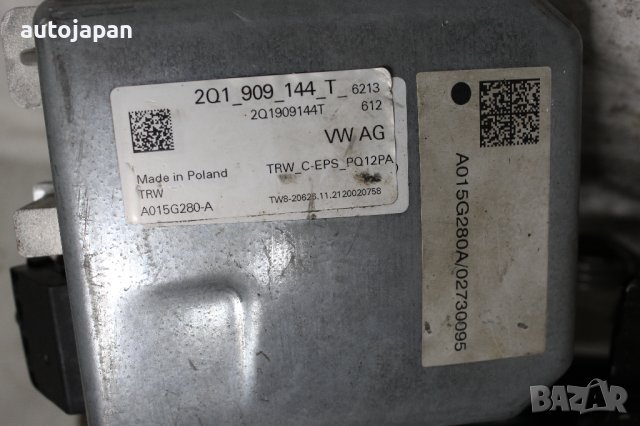 autojapan
2Q1_909_144_T_ 6213
2Q1909144T 612
VW AG
Made in Poland TRW_C-EPS_PQ12PA
TRW
A015G280-A TW8-20628.11.2120020758
A015G280A/02730095
BAZAR